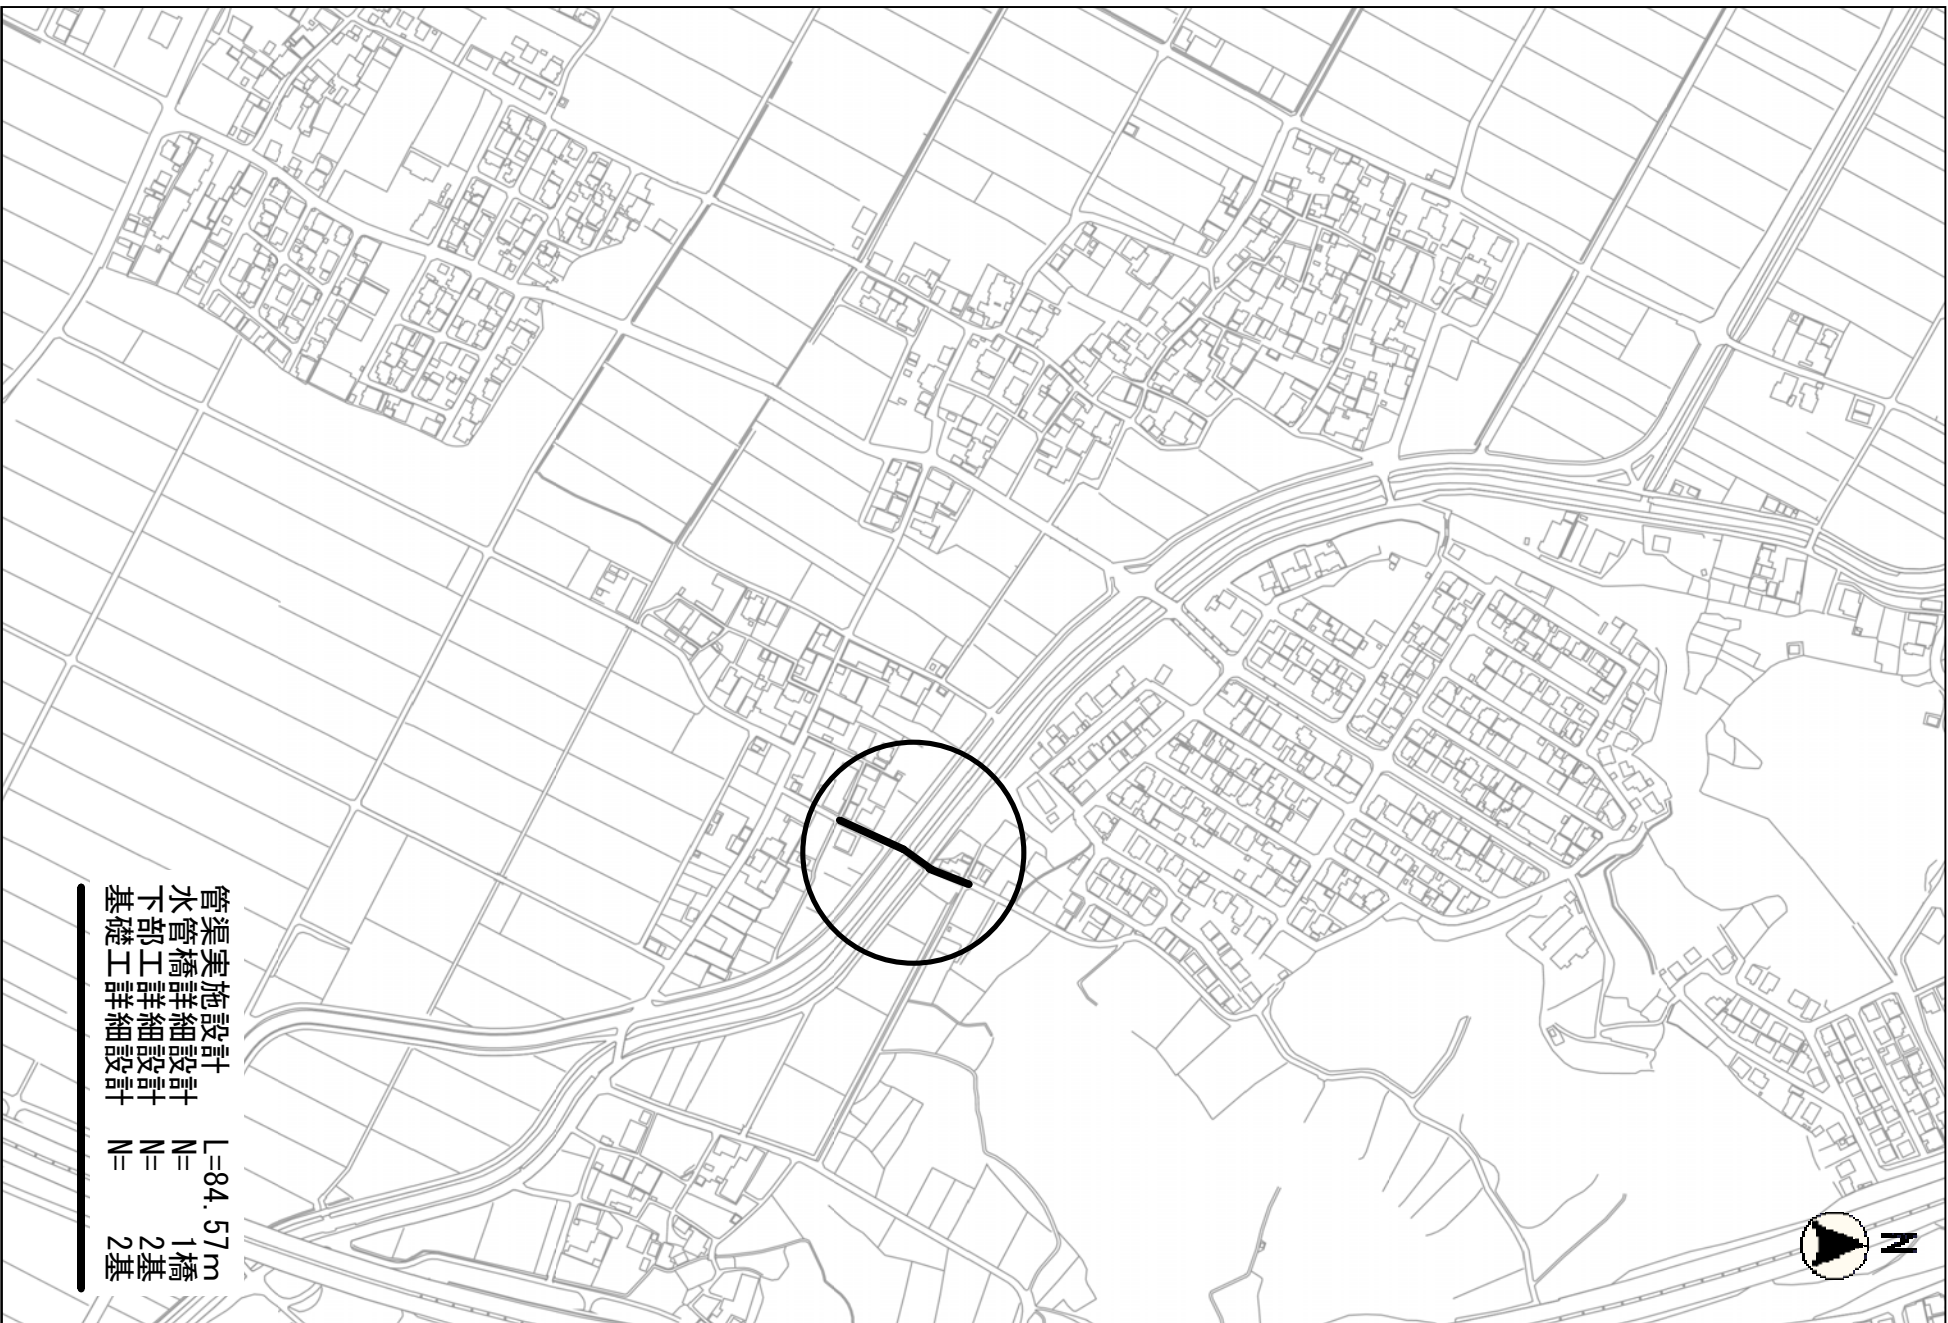 管渠実施設計 L=84.57m
水管橋詳細設計 N= 1橋
下部工詳細設計 N= 2基
基礎工詳細設計 N= 2基
N